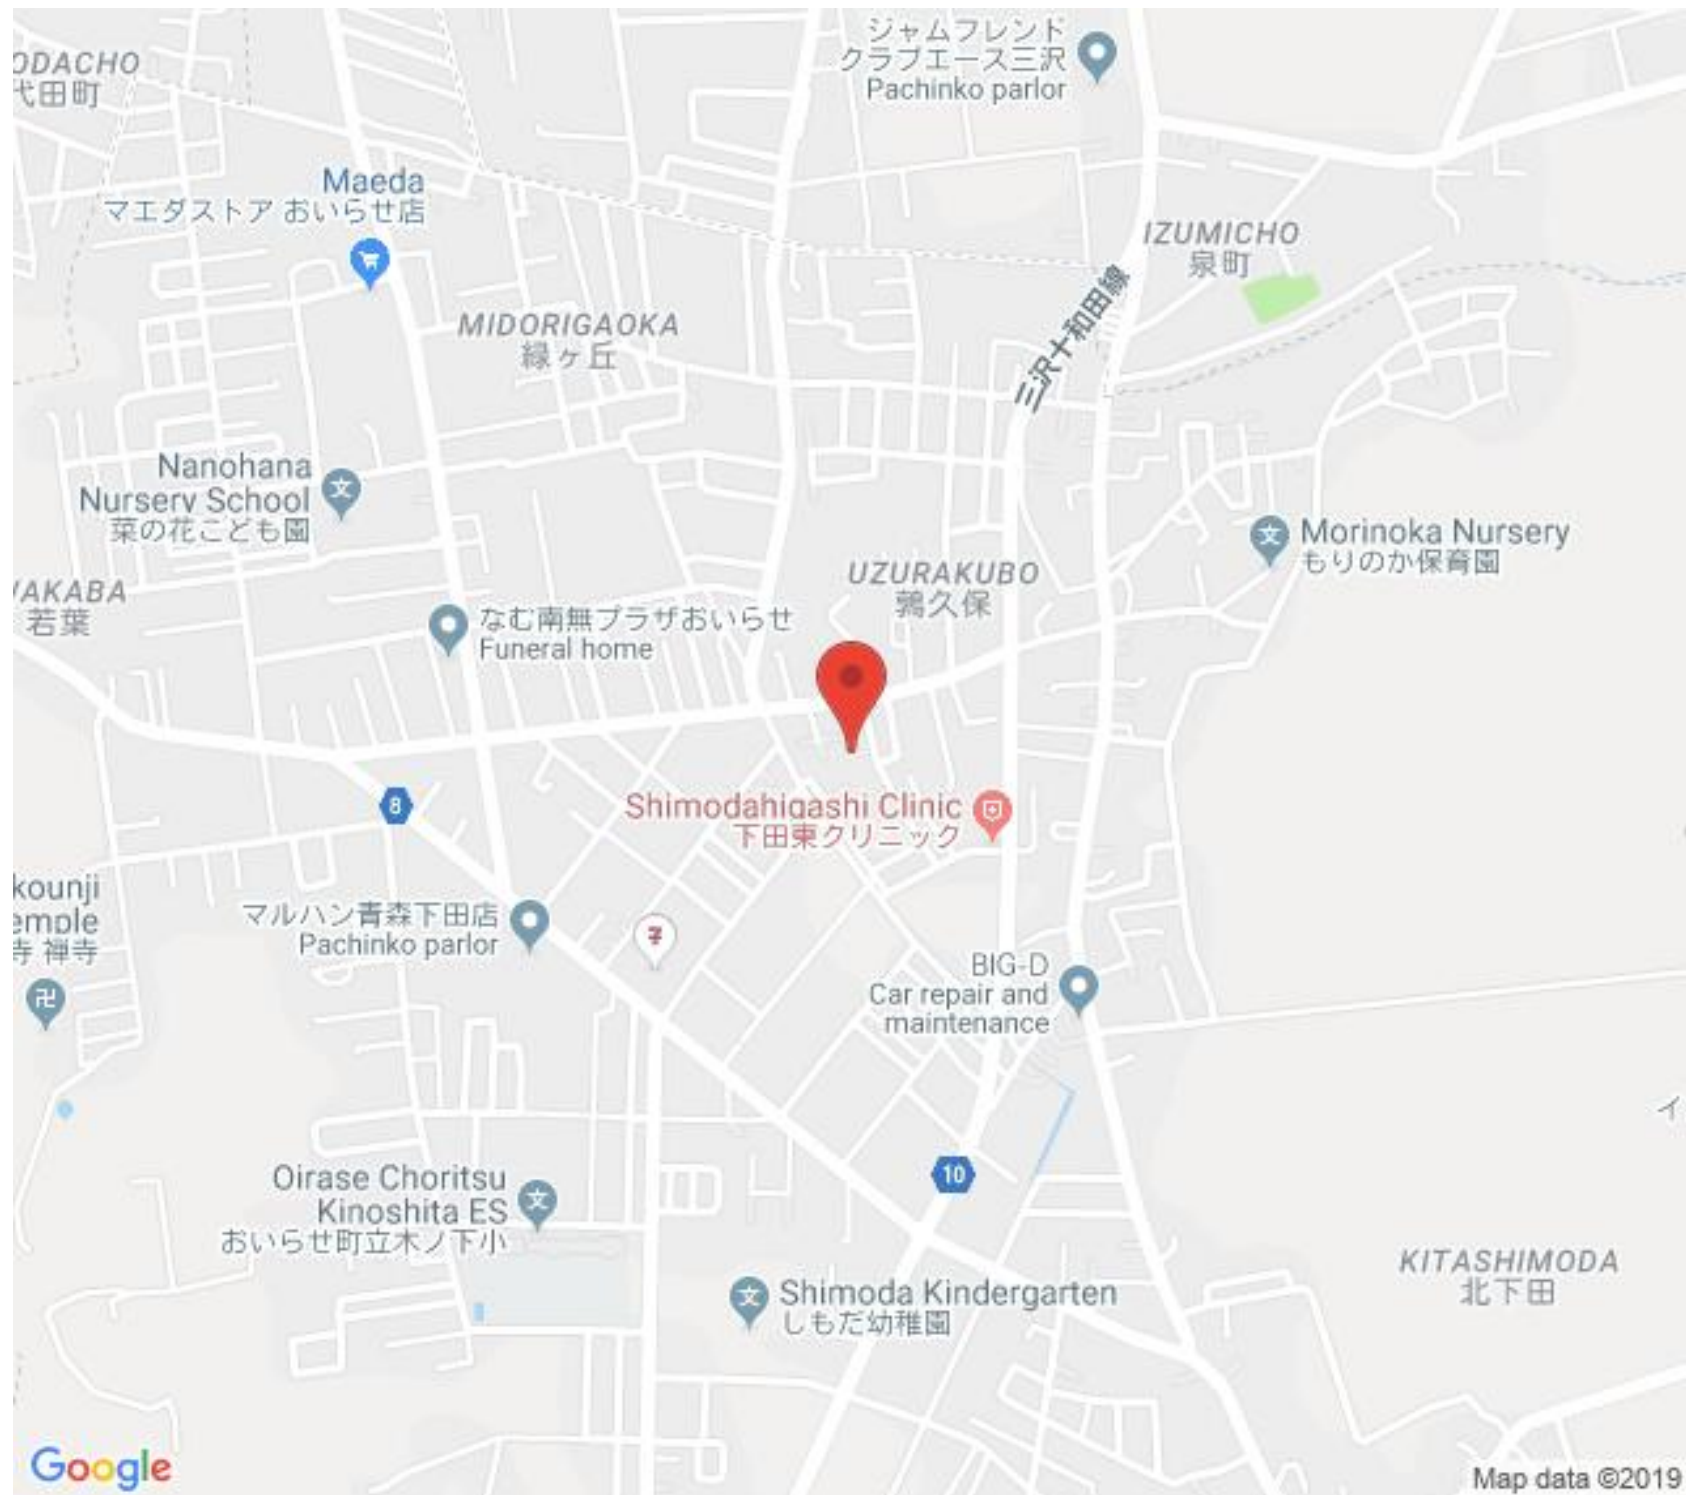 ジャムフレンド
クラブエース三沢
Pachinko parlor
ODACHO
代田町
Maeda
マエダストア おいらせ店
IZUMICHO
泉町
三沢十和田線
MIDORIGAOKA
緑ヶ丘
Nanohana
Nursery School
菜の花こども園
Morinoka Nursery
もりのか保育園
UZURAKUBO
鶉久保
VAKABA
若葉
なむ南無プラザおいらせ
Funeral home
8
Shimodahigashi Clinic
下田東クリニック
kounji
emple
寺 禅寺
マルハン青森下田店
Pachinko parlor
BIG-D
Car repair and
maintenance
イ
10
Oirase Choritsu
Kinoshita ES
おいらせ町立木ノ下小
KITASHIMODA
北下田
Shimoda Kindergarten
しもだ幼稚園
Google
Map data ©2019